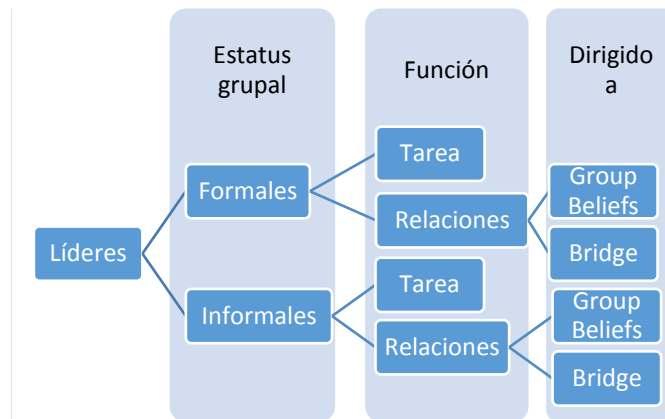 Estatus
grupal
Función
Dirigido
a
Tarea
Formales
Group
Beliefs
Relaciones
Líderes
Bridge
Tarea
Group
Beliefs
Informales
Relaciones
Bridge